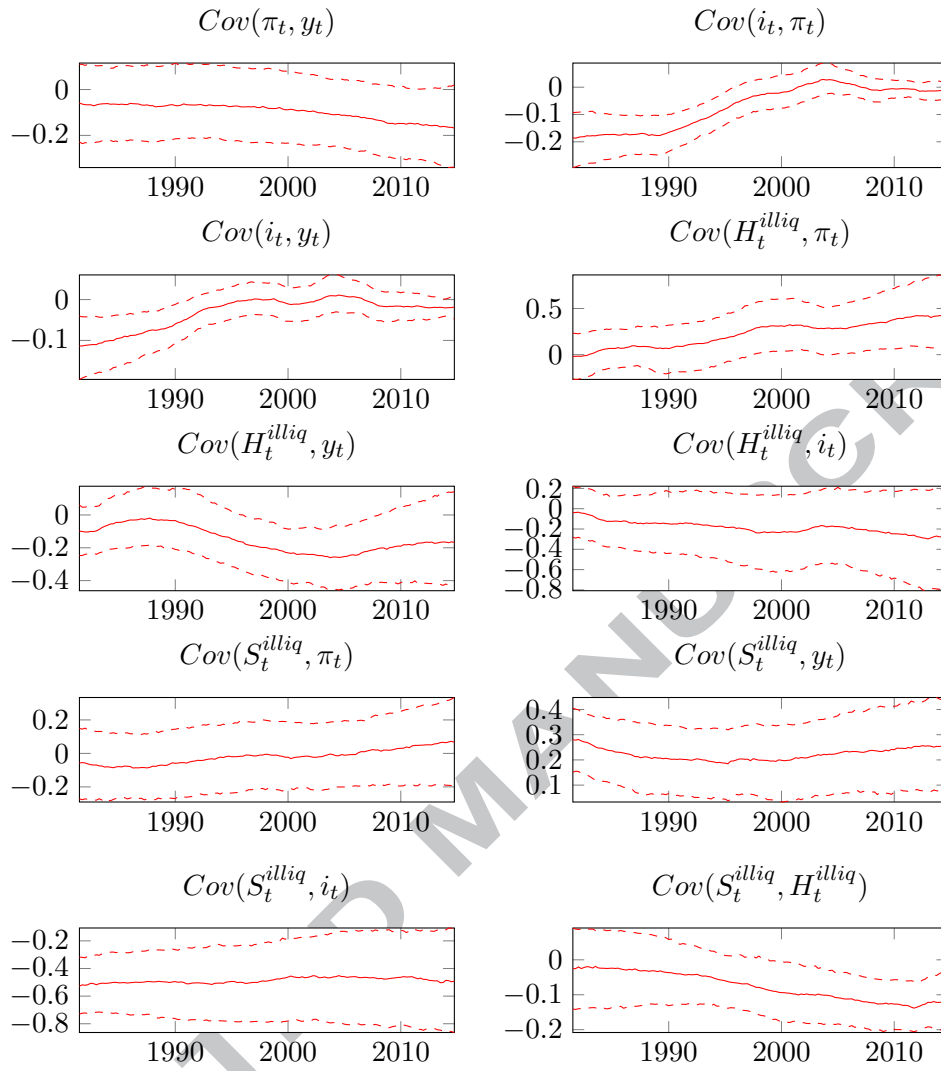 Cov(π_t, y_t) Cov(i_t, π_t)
0 0
−0.1
−0.2 −0.2
1990 2000 2010 1990 2000 2010
Cov(i_t, y_t) Cov(H_t^{illiq}, π_t)
0 0.5
−0.1 0
1990 2000 2010 1990 2000 2010
Cov(H_t^{illiq}, y_t) Cov(H_t^{illiq}, i_t)
0.2
0 0
−0.2 −0.2
−0.4
−0.4 −0.6
−0.8
1990 2000 2010 1990 2000 2010
Cov(S_t^{illiq}, π_t) Cov(S_t^{illiq}, y_t)
0.4
0.2 0.3
0 0.2
−0.2 0.1
1990 2000 2010 1990 2000 2010
Cov(S_t^{illiq}, i_t) Cov(S_t^{illiq}, H_t^{illiq})
−0.2 0
−0.4
−0.6 −0.1
−0.8 −0.2
1990 2000 2010 1990 2000 2010